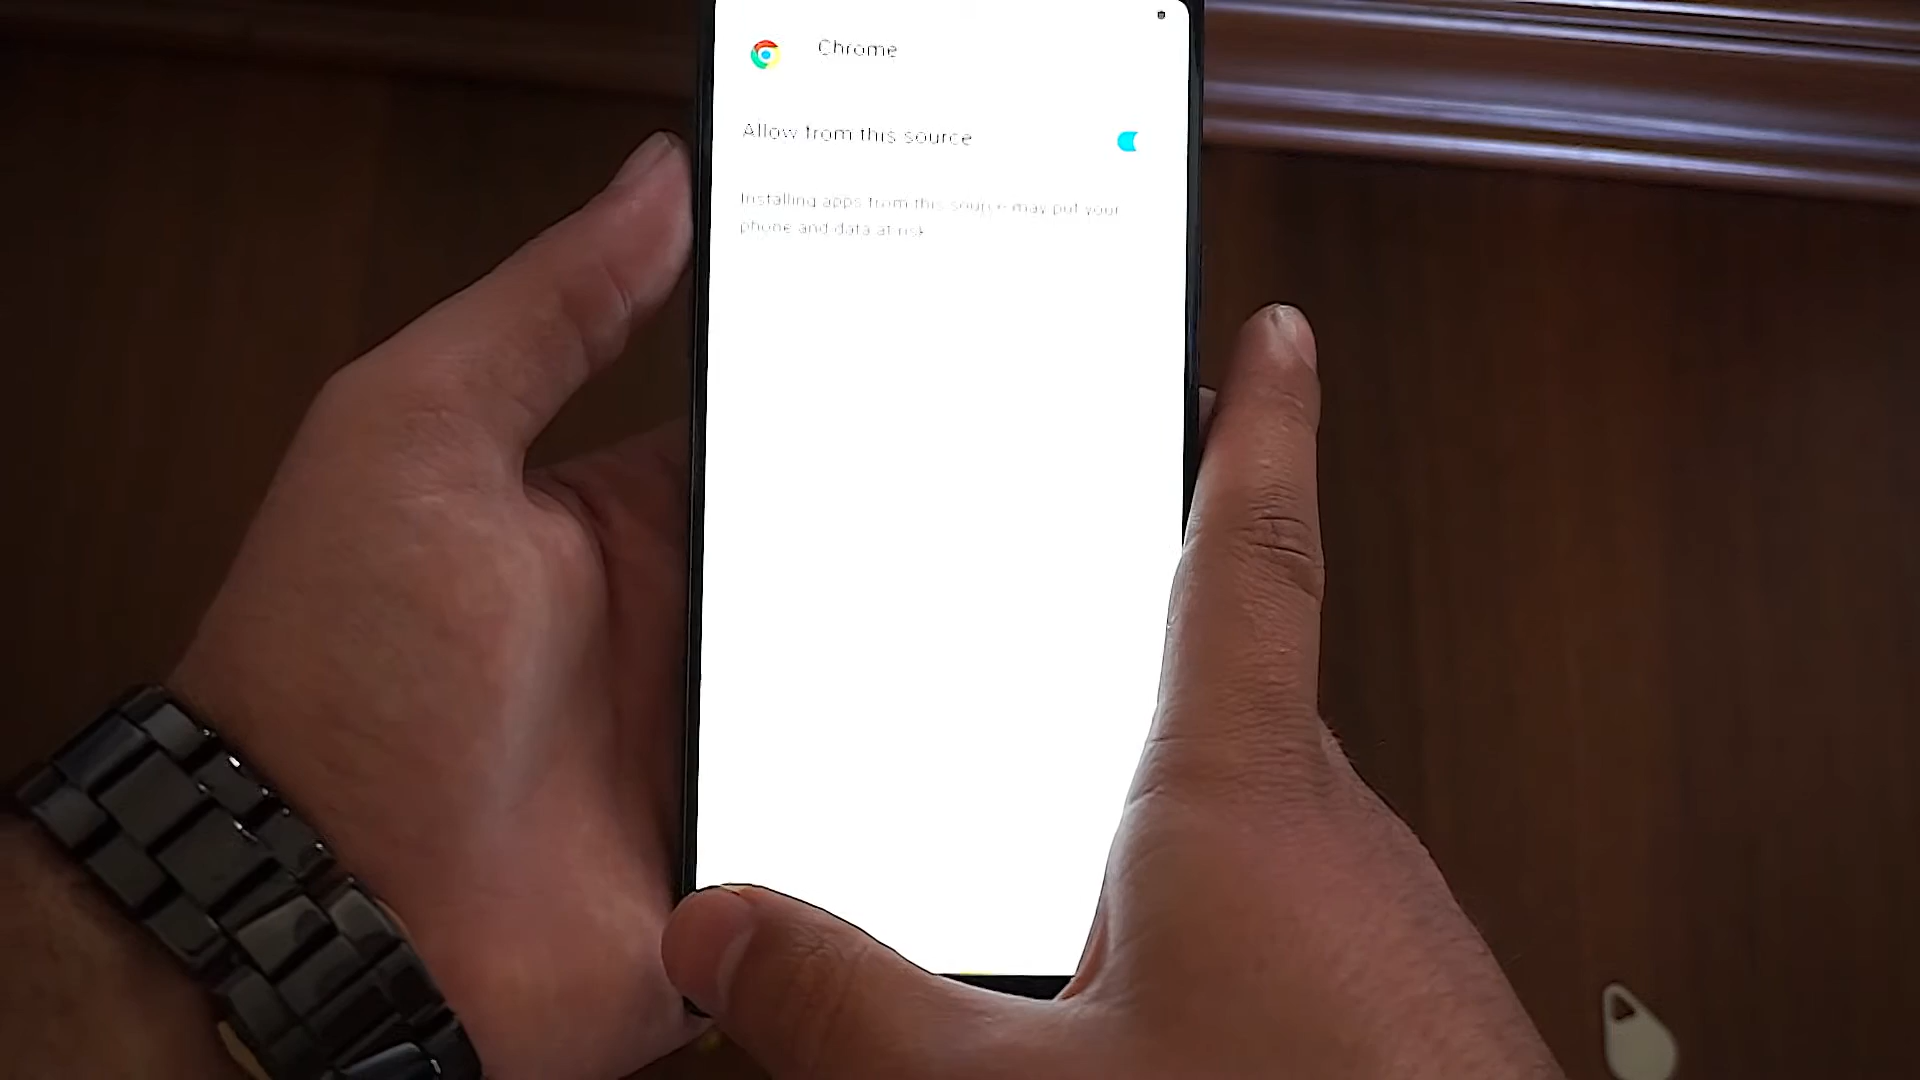 Chrome
Allow from this source
Installing apps from this source may put your
phone and data at risk